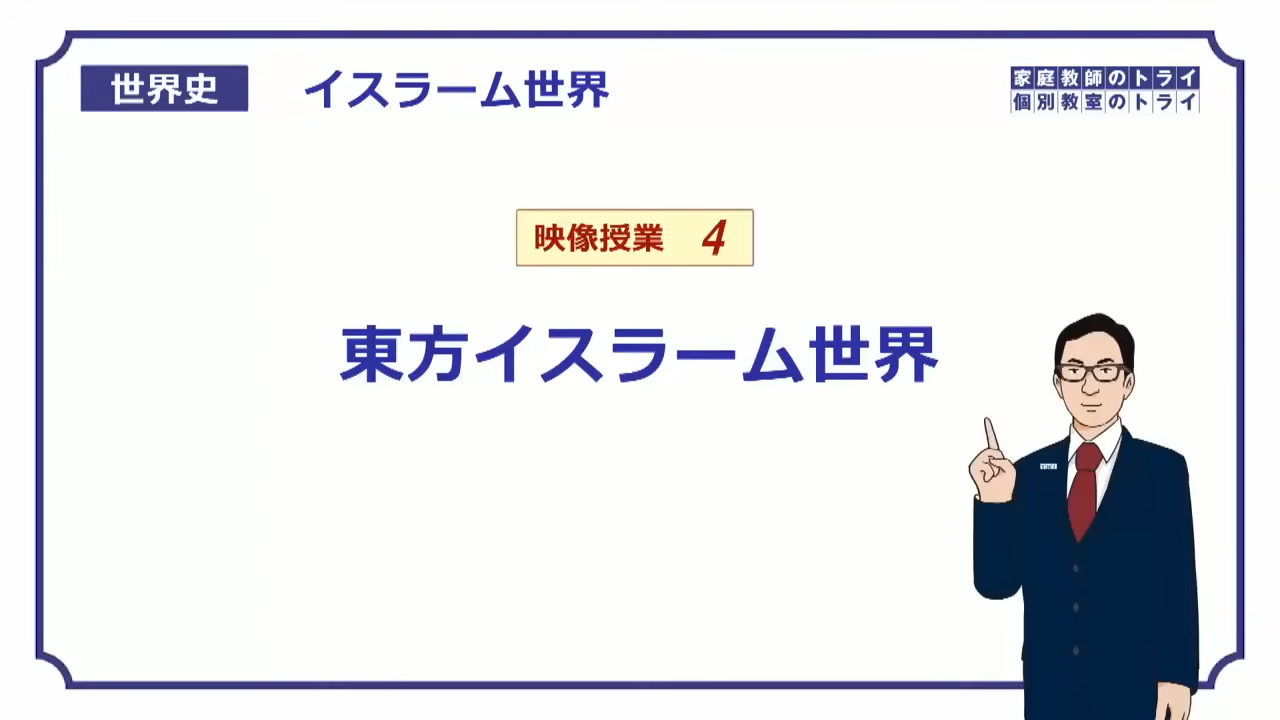 世界史
イスラーム世界
家庭教師のトライ
個別教室のトライ
映像授業 4
東方イスラーム世界